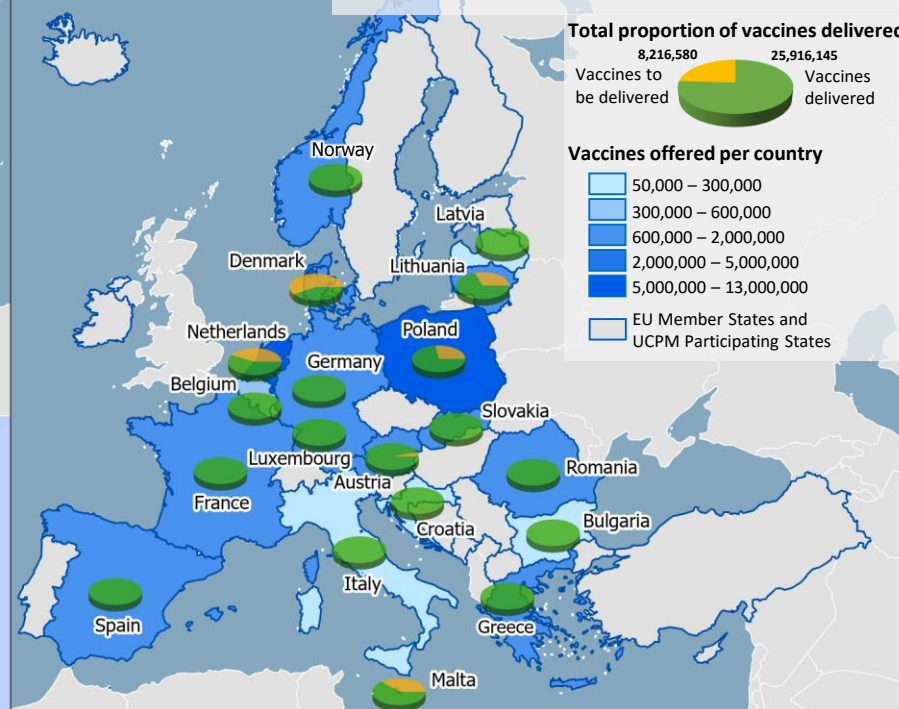 Total proportion of vaccines delivered
8,216,580
25,916,145
Vaccines to
be delivered
Vaccines
delivered
Vaccines offered per country
50,000 – 300,000
300,000 – 600,000
600,000 – 2,000,000
2,000,000 – 5,000,000
5,000,000 – 13,000,000
EU Member States and
UCPM Participating States
Norway
Latvia
Denmark
Lithuania
Netherlands
Poland
Germany
Belgium
Slovakia
Luxembourg
Romania
Austria
France
Bulgaria
Croatia
Italy
Spain
Greece
Malta